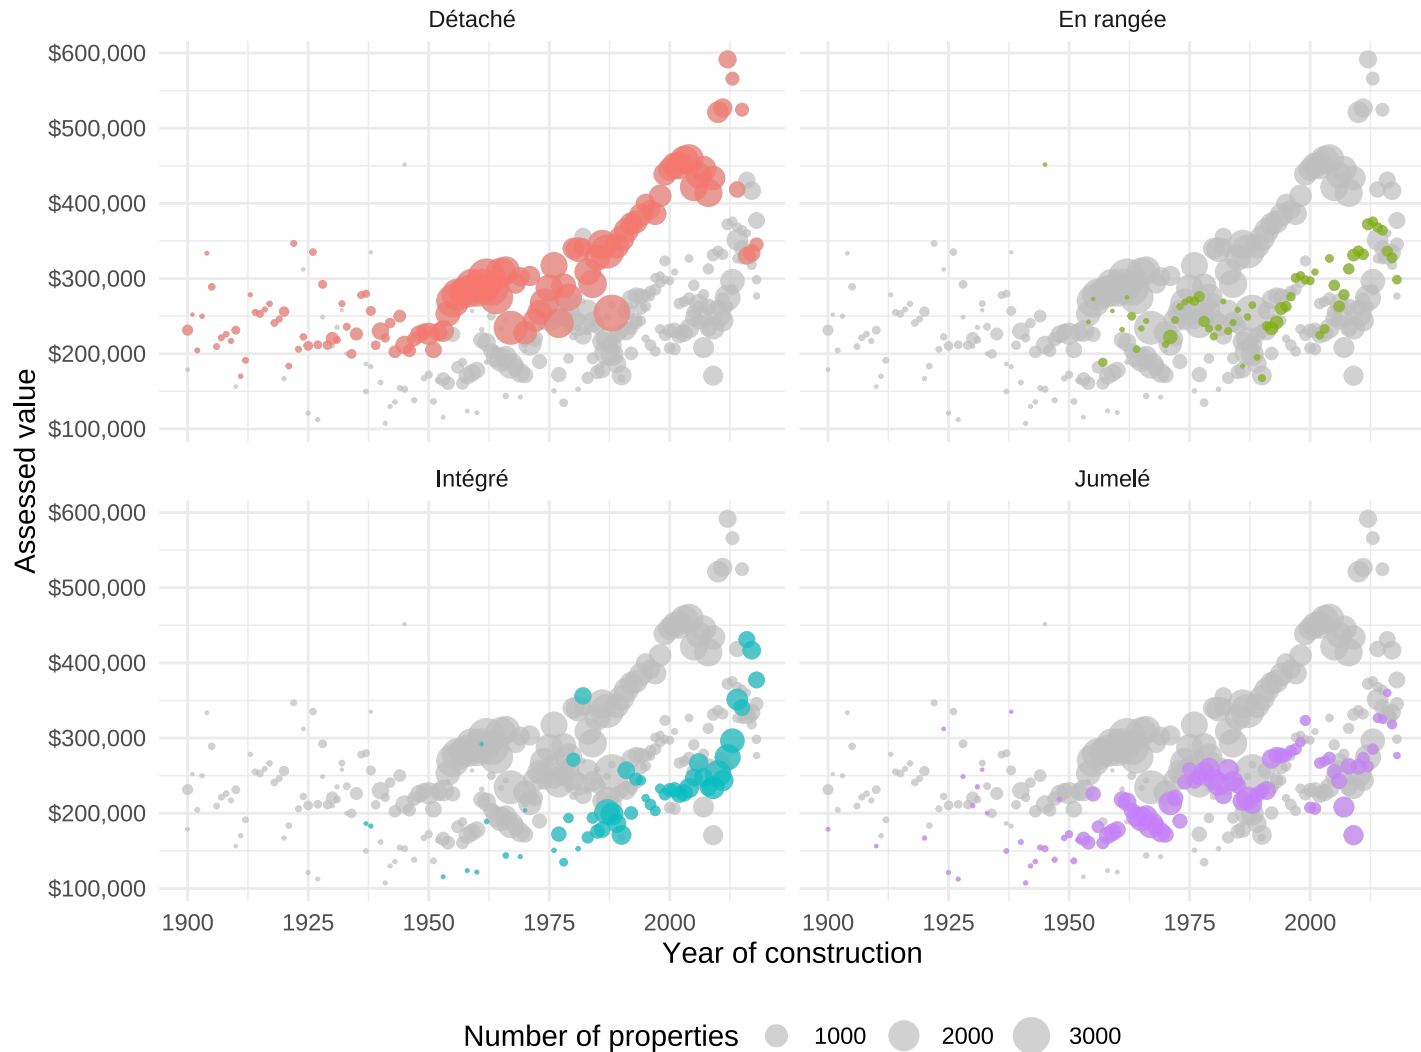 Détaché
En rangée
$600,000
$500,000
$400,000
$300,000
$200,000
$100,000
Assessed value
Intégré
Jumelé
$600,000
$500,000
$400,000
$300,000
$200,000
$100,000
1900 1925 1950 1975 2000
1900 1925 1950 1975 2000
Year of construction
Number of properties 1000 2000 3000